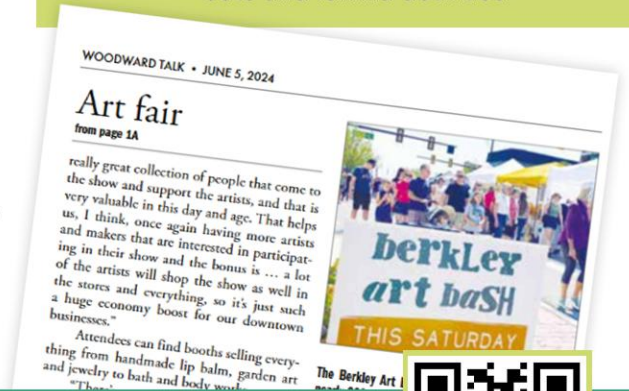 WOODWARD TALK • JUNE 5, 2024
Art fair
from page 1A
really great collection of people that come to
the show and support the artists, and that is
very valuable in this day and age. That helps
us, I think, once again having more artists
and makers that are interested in participat-
ing in their show and the bonus is … a lot
of the artists will shop the show as well in
the stores and everything, so it's just such
a huge economy boost for our downtown
businesses."
Attendees can find booths selling every-
thing from handmade lip balm, garden art
and jewelry to bath and body works
berkley
art bash
THIS SATURDAY
The Berkley Art